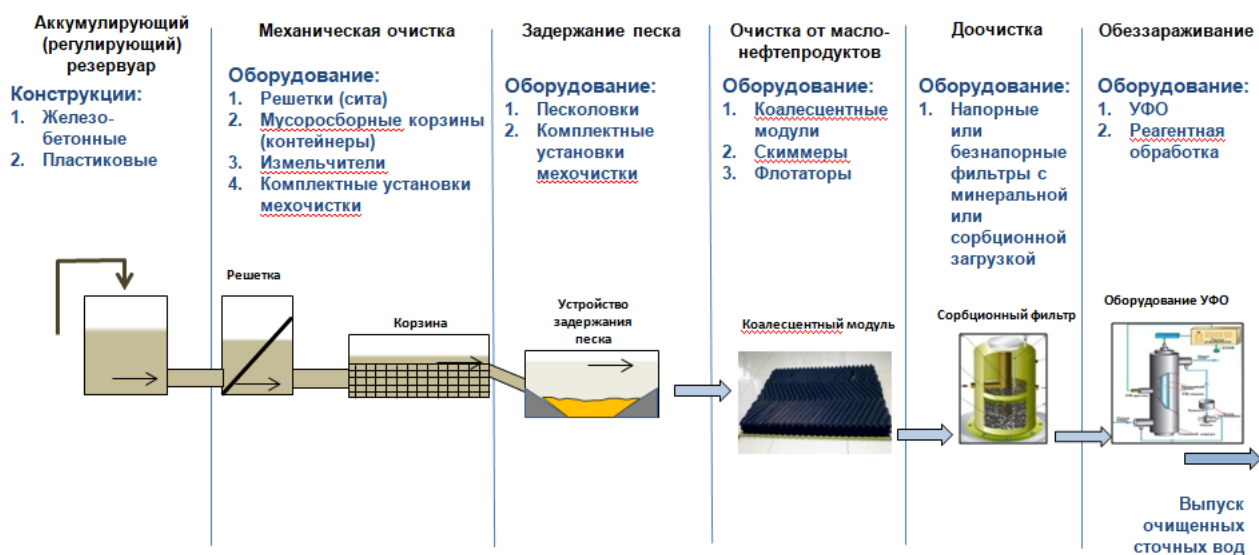 Аккумулирующий
(регулирующий)
резервуар
Конструкции:
1. Железо-
бетонные
2. Пластиковые
Механическая очистка
Оборудование:
1. Решетки (сита)
2. Мусоросборные корзины
(контейнеры)
3. Измельчители
4. Комплектные установки
мехочистки
Задержание песка
Оборудование:
1. Песколовки
2. Комплектные
установки
мехочистки
Очистка от масло-
нефтепродуктов
Оборудование:
1. Коалесцентные
модули
2. Скиммеры
3. Флотаторы
Доочистка
Оборудование:
1. Напорные
или
безнапорные
фильтры с
минеральной
или
сорбционной
загрузкой
Обеззараживание
Оборудование:
1. УФО
2. Реагентная
обработка
Решетка
Корзина
Устройство
задержания
песка
Коалесцентный модуль
Сорбционный фильтр
Оборудование УФО
Выпуск
очищенных
сточных вод